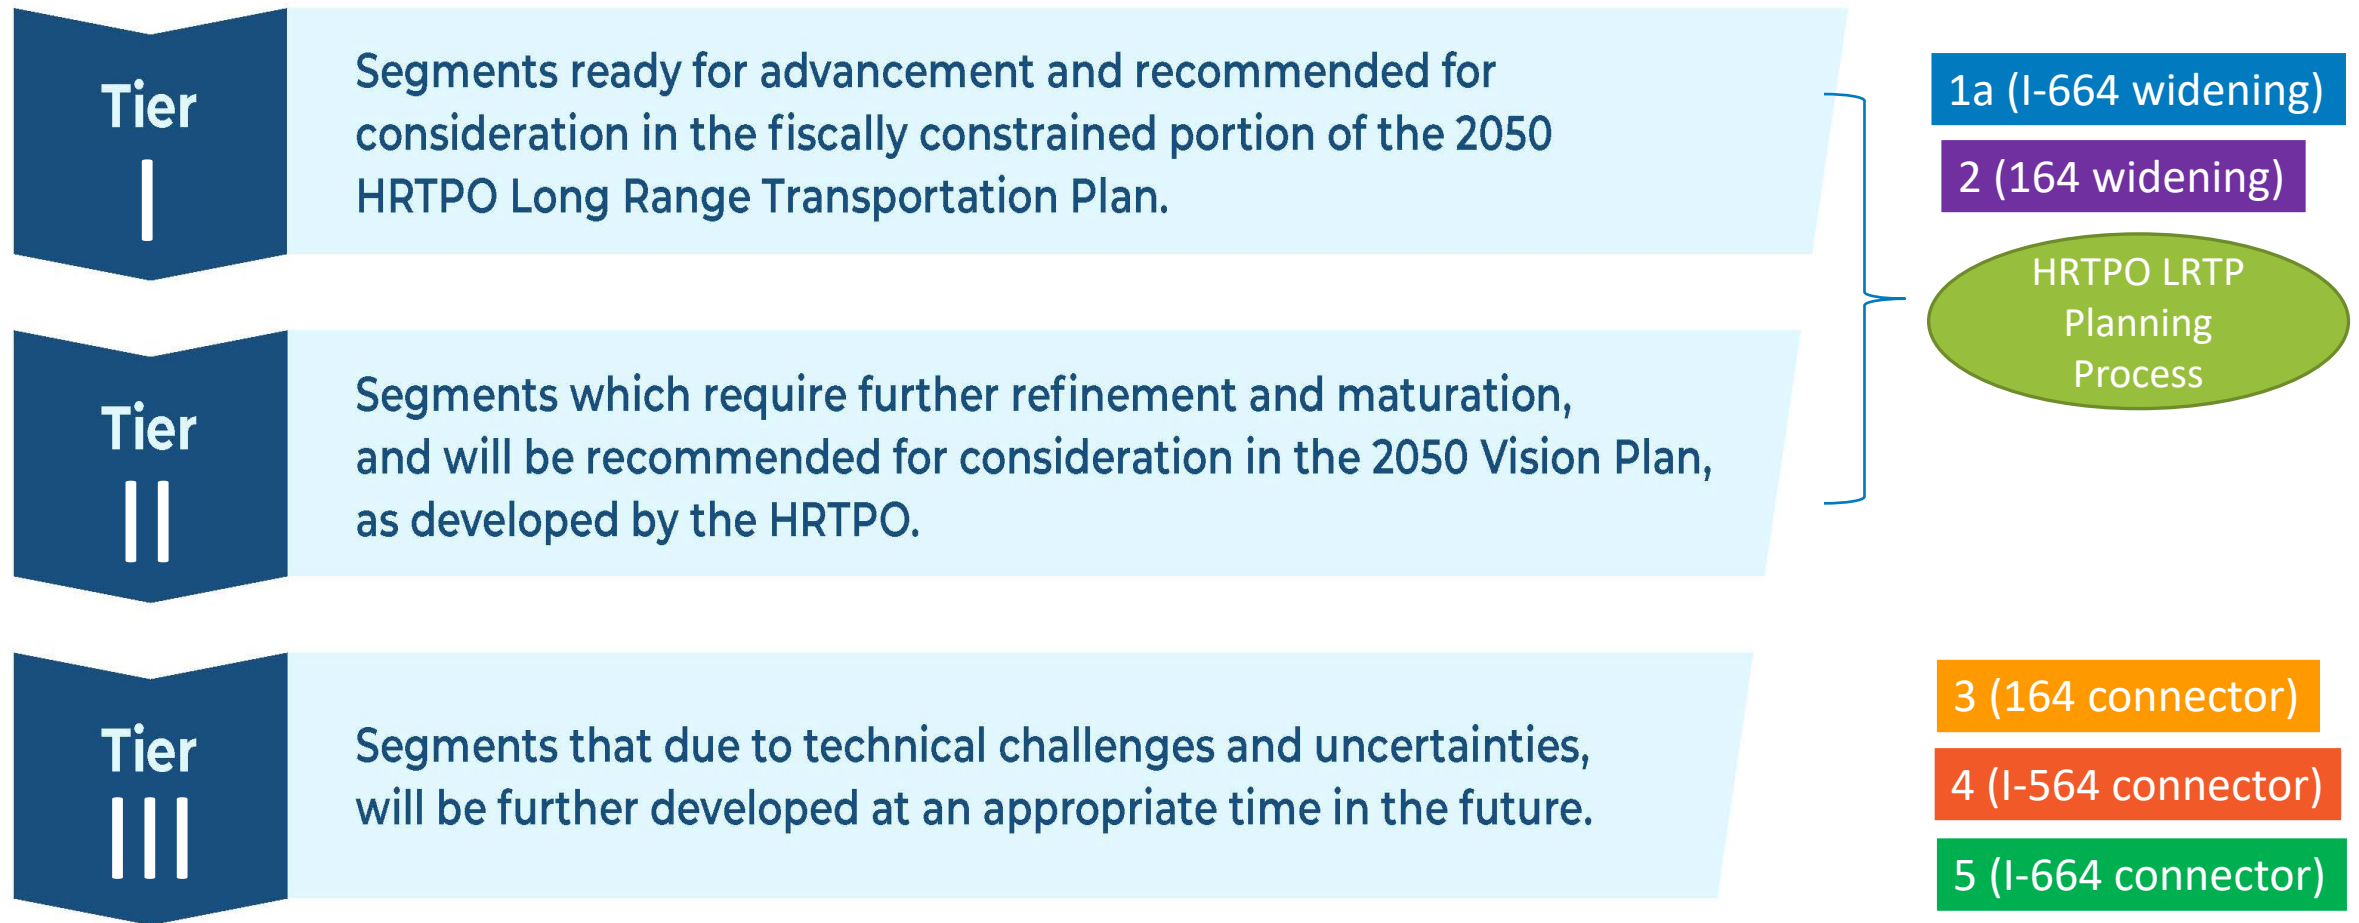 Tier
I
Segments ready for advancement and recommended for
consideration in the fiscally constrained portion of the 2050
HRTPO Long Range Transportation Plan.
1a (I-664 widening)
2 (164 widening)
HRTPO LRTP
Planning
Process
Tier
II
Segments which require further refinement and maturation,
and will be recommended for consideration in the 2050 Vision Plan,
as developed by the HRTPO.
Tier
III
Segments that due to technical challenges and uncertainties,
will be further developed at an appropriate time in the future.
3 (164 connector)
4 (I-564 connector)
5 (I-664 connector)